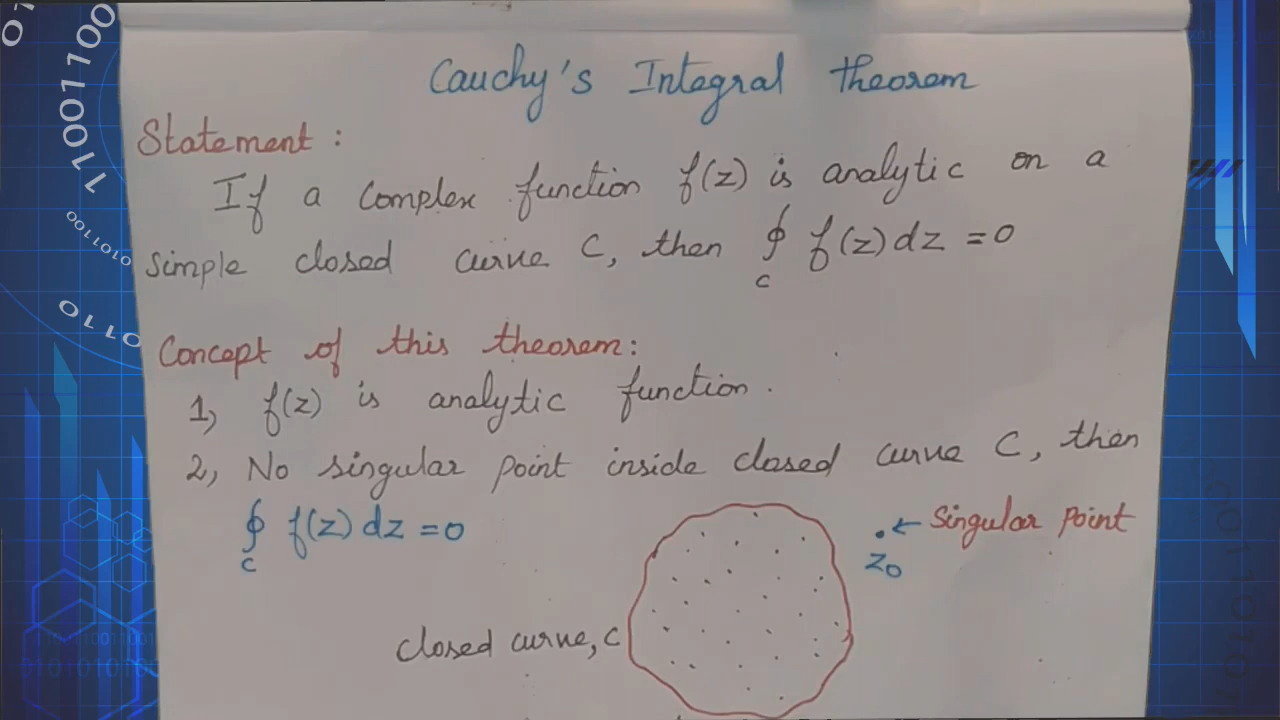 Cauchy's Integral theorem
Statement :
If a complex function f(z) is analytic on a
simple closed curve C, then ∮ f(z) dz = 0
C
Concept of this theorem:
1, f(z) is analytic function.
2, No singular point inside closed curve C, then
∮ f(z) dz = 0
C
← Singular point
z0
closed curve, C